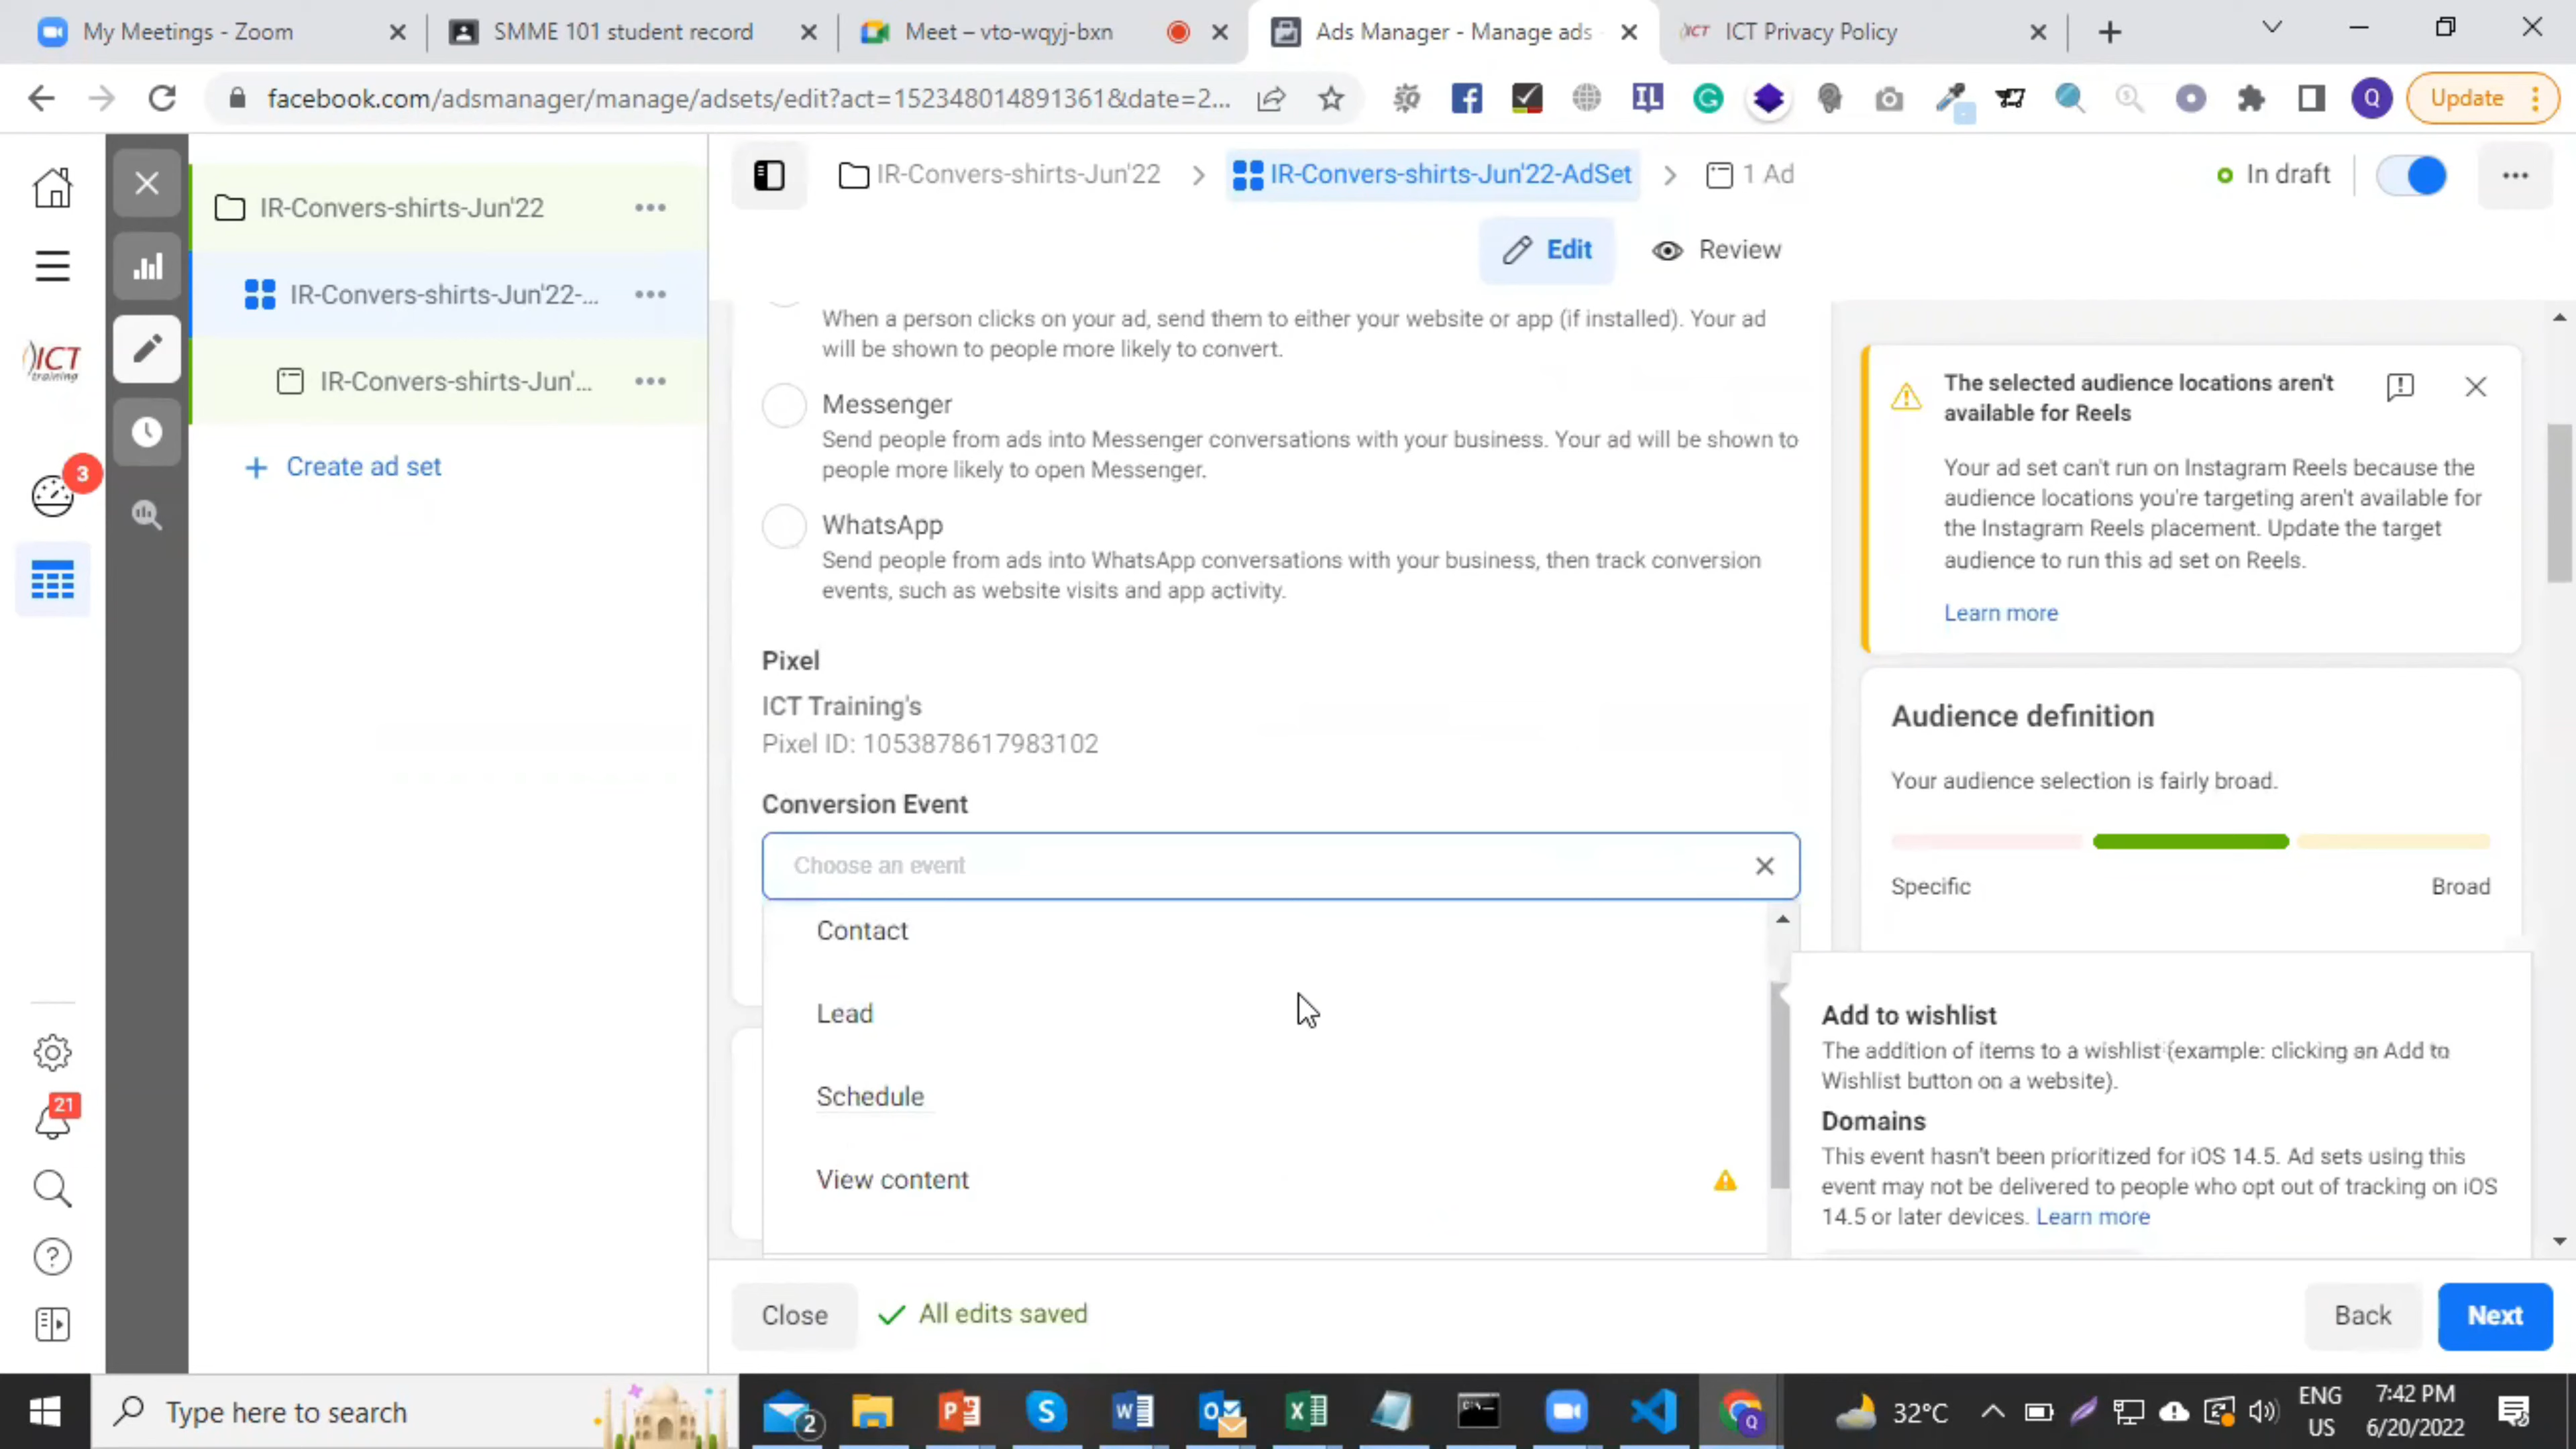 My Meetings - Zoom
SMME 101 student record
Meet – vto-wqyj-bxn
Ads Manager - Manage ads
ICT Privacy Policy
facebook.com/adsmanager/manage/adsets/edit?act=152348014891361&date=2...
Update
Q
IR-Convers-shirts-Jun'22
IR-Convers-shirts-Jun'22-AdSet
1 Ad
In draft
Edit
Review
IR-Convers-shirts-Jun'22
IR-Convers-shirts-Jun'22-...
IR-Convers-shirts-Jun'...
Create ad set
ICT
training
3
21
When a person clicks on your ad, send them to either your website or app (if installed). Your ad
will be shown to people more likely to convert.
Messenger
Send people from ads into Messenger conversations with your business. Your ad will be shown to
people more likely to open Messenger.
WhatsApp
Send people from ads into WhatsApp conversations with your business, then track conversion
events, such as website visits and app activity.
Pixel
ICT Training's
Pixel ID: 1053878617983102
Conversion Event
Choose an event
Contact
Lead
Schedule
View content
The selected audience locations aren't
available for Reels
Your ad set can't run on Instagram Reels because the
audience locations you're targeting aren't available for
the Instagram Reels placement. Update the target
audience to run this ad set on Reels.
Learn more
Audience definition
Your audience selection is fairly broad.
Specific
Broad
Add to wishlist
The addition of items to a wishlist (example: clicking an Add to
Wishlist button on a website).
Domains
This event hasn't been prioritized for iOS 14.5. Ad sets using this
event may not be delivered to people who opt out of tracking on iOS
14.5 or later devices. Learn more
Close
All edits saved
Back
Next
Type here to search
2
32°C
ENG
US
7:42 PM
6/20/2022